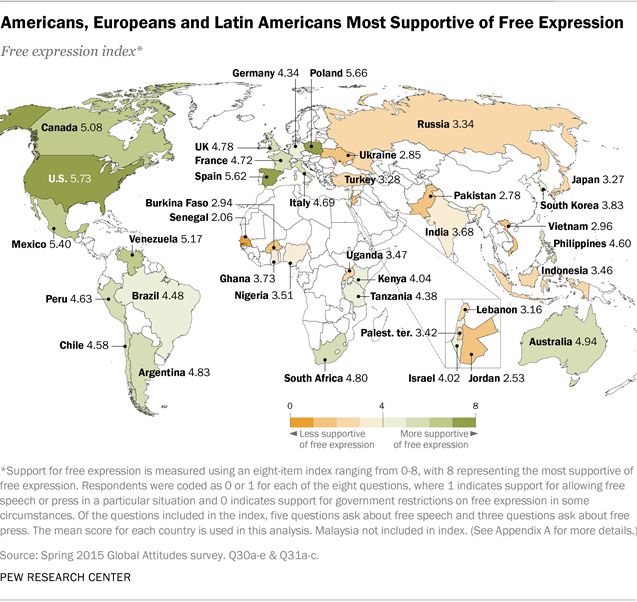 Americans, Europeans and Latin Americans Most Supportive of Free Expression
Free expression index*
Germany 4.34
Poland 5.66
Canada 5.08
Russia 3.34
UK 4.78
Ukraine 2.85
France 4.72
U.S. 5.73
Spain 5.62
Turkey 3.28
Japan 3.27
Pakistan 2.78
Burkina Faso 2.94
Italy 4.69
South Korea 3.83
Senegal 2.06
Vietnam 2.96
India 3.68
Mexico 5.40
Venezuela 5.17
Philippines 4.60
Uganda 3.47
Indonesia 3.46
Ghana 3.73
Kenya 4.04
Nigeria 3.51
Tanzania 4.38
Peru 4.63
Brazil 4.48
Lebanon 3.16
Palest. ter. 3.42
Australia 4.94
Chile 4.58
Argentina 4.83
South Africa 4.80
Israel 4.02
Jordan 2.53
0 4 8
Less supportive of free expression
More supportive of free expression
*Support for free expression is measured using an eight-item index ranging from 0-8, with 8 representing the most supportive of
free expression. Respondents were coded as 0 or 1 for each of the eight questions, where 1 indicates support for allowing free
speech or press in a particular situation and 0 indicates support for government restrictions on free expression in some
circumstances. Of the questions included in the index, five questions ask about free speech and three questions ask about free
press. The mean score for each country is used in this analysis. Malaysia not included in index. (See Appendix A for more details.)
Source: Spring 2015 Global Attitudes survey. Q30a-e & Q31a-c.
PEW RESEARCH CENTER